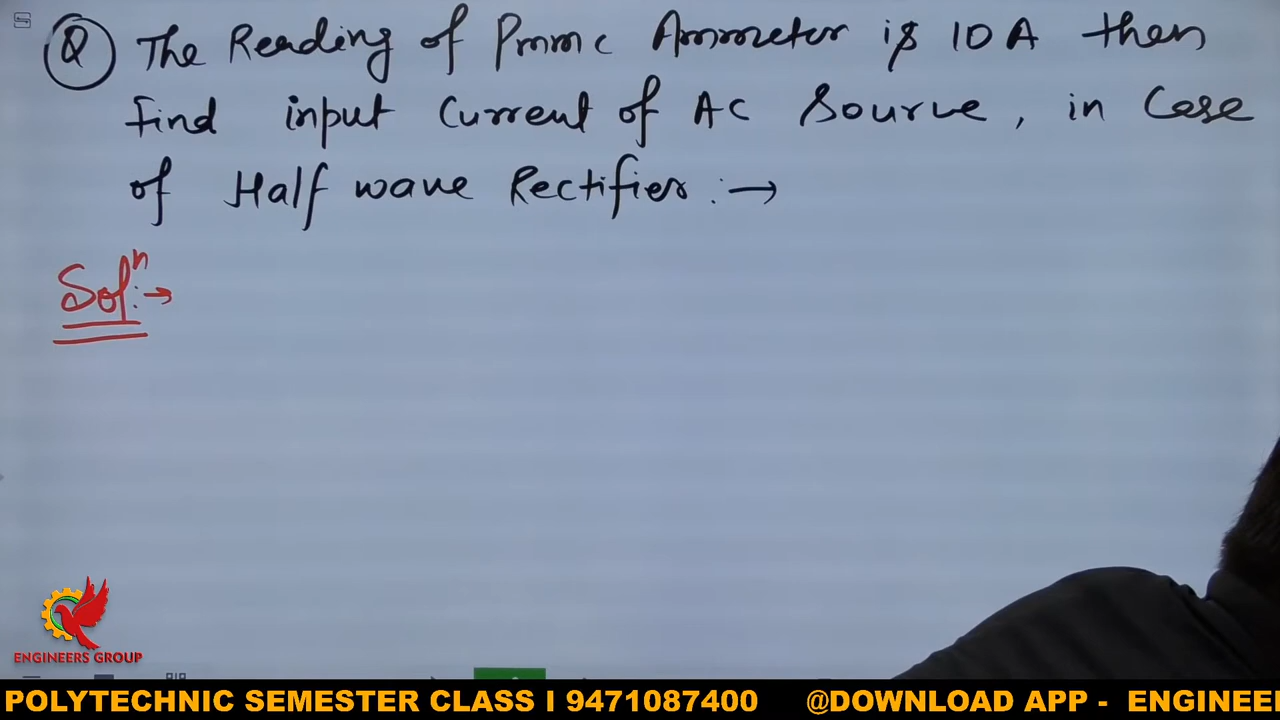 Q The Reading of Pmmc Ammeter is 10 A then
find input Current of AC Sourve, in Case
of Half wave Rectifier :→
Solⁿ:→
ENGINEERS GROUP
POLYTECHNIC SEMESTER CLASS I 9471087400 @DOWNLOAD APP - ENGINEE